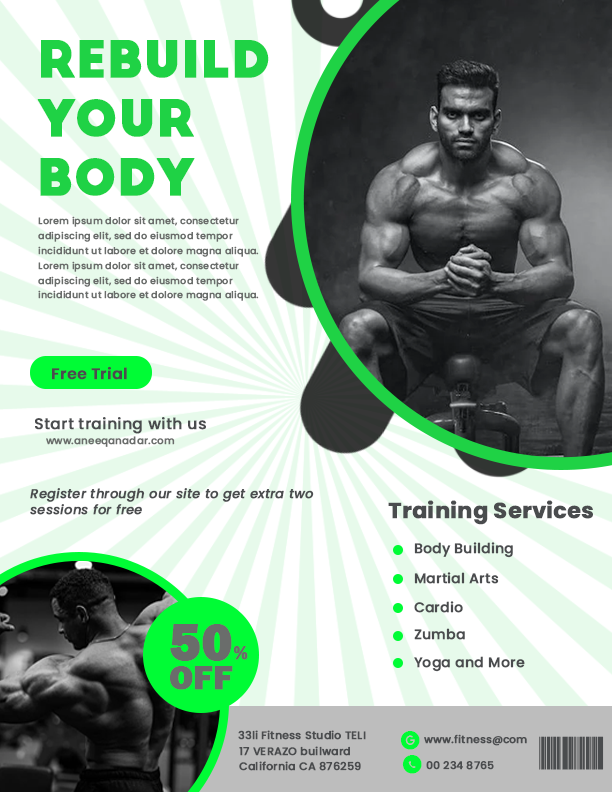 REBUILD
YOUR
BODY
Lorem ipsum dolor sit amet, consectetur
adipiscing elit, sed do eiusmod tempor
incididunt ut labore et dolore magna aliqua.
Lorem ipsum dolor sit amet, consectetur
adipiscing elit, sed do eiusmod tempor
incididunt ut labore et dolore magna aliqua.
Free Trial
Start training with us
www.aneeqanadar.com
Register through our site to get extra two
sessions for free
Training Services
Body Building
Martial Arts
Cardio
Zumba
Yoga and More
50%
OFF
33li Fitness Studio TELI
17 VERAZO builward
California CA 876259
www.fitness@com
00 234 8765